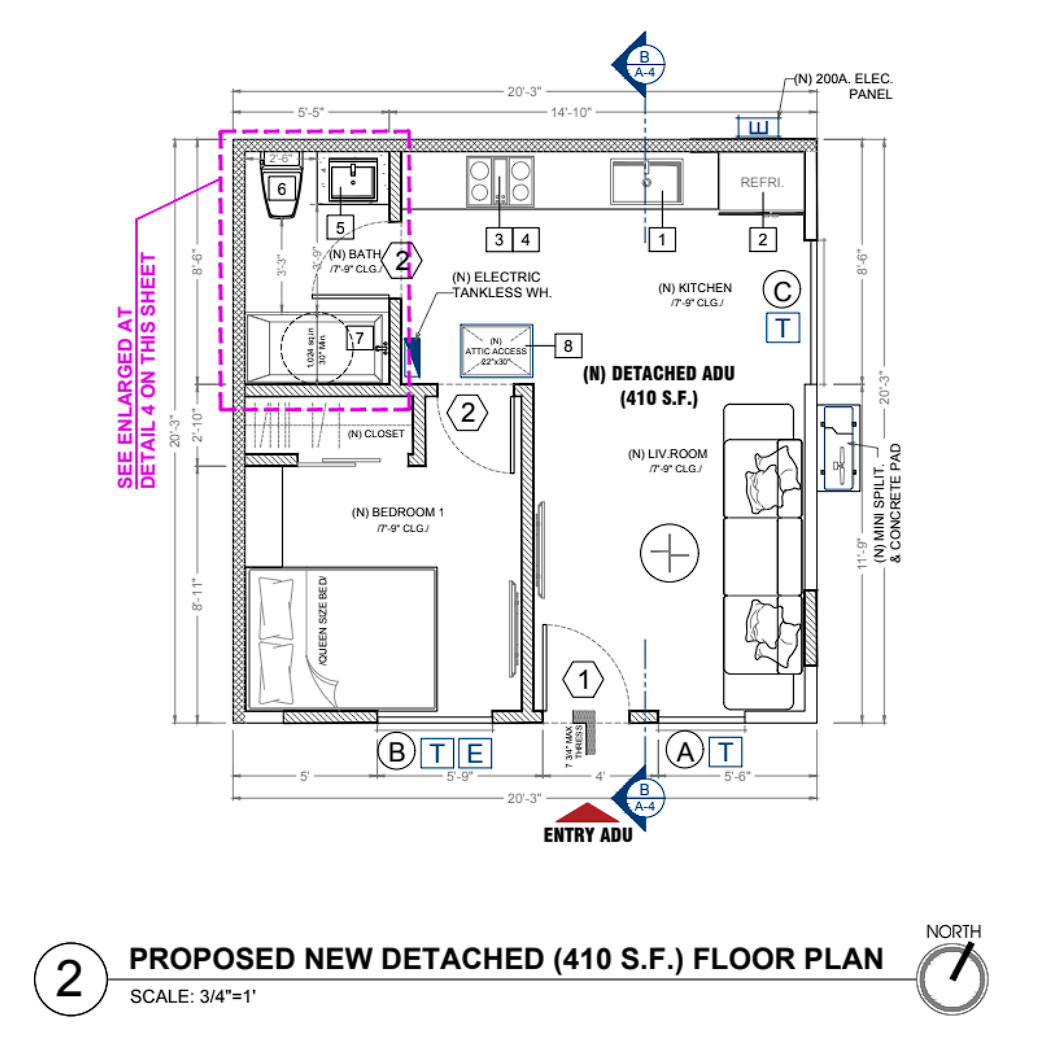 B
A-4
(N) 200A. ELEC.
PANEL
20'-3"
5'-5"
14'-10"
E
2'-6"
6
5
REFRI.
3 4
1
2
(N) BATH
/7'-9" CLG./
2
3'-3"
3'-9"
8'-6"
8'-6"
(N) ELECTRIC
TANKLESS WH.
(N) KITCHEN
/7'-9" CLG./
C
T
SEE ENLARGED AT
DETAIL 4 ON THIS SHEET
7
1,024 sq.in
30" Min.
(N)
ATTIC ACCESS
22"x30"
8
(N) DETACHED ADU
(410 S.F.)
20'-3"
2'-10"
20'-3"
2
(N) CLOSET
(N) LIV.ROOM
/7'-9" CLG./
(N) MINI SPILIT.
& CONCRETE PAD
(N) BEDROOM 1
/7'-9" CLG./
11'-9"
8'-11"
/QUEEN SIZE BED/
1
7 3/4" MAX
THRESS
B T E
A T
5'
5'-9"
4'
5'-6"
20'-3"
B
A-4
ENTRY ADU
2
PROPOSED NEW DETACHED (410 S.F.) FLOOR PLAN
SCALE: 3/4"=1'
NORTH